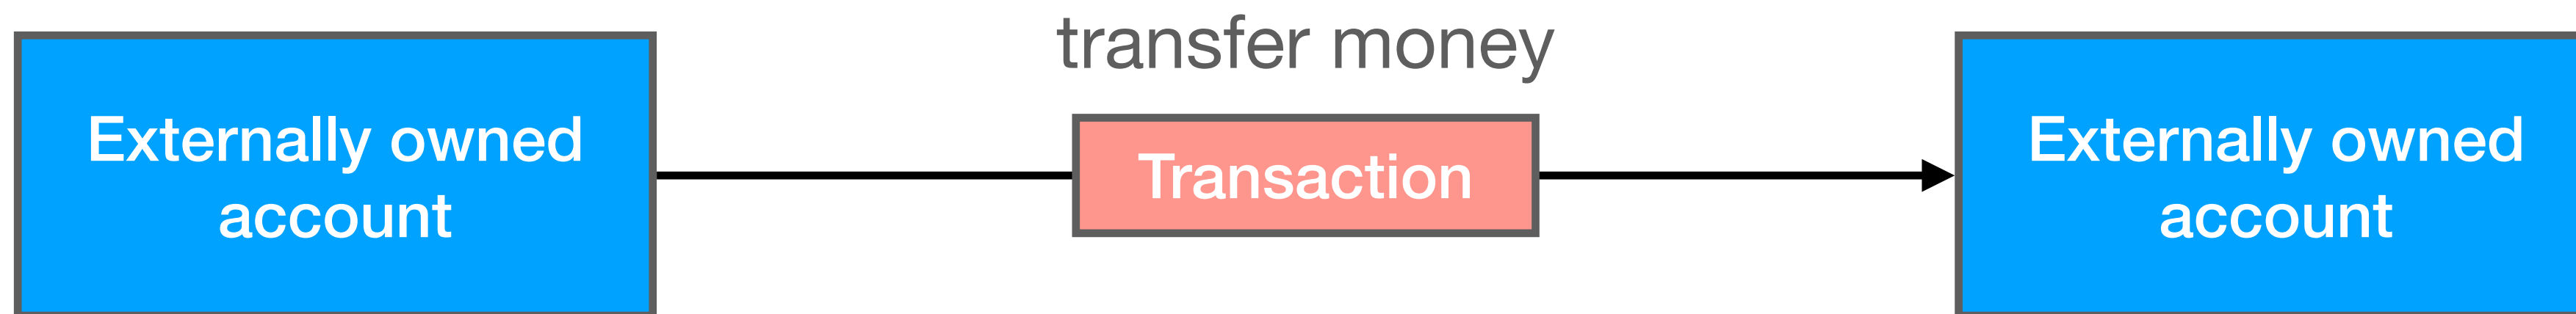 transfer money
Externally owned
account
Transaction
Externally owned
account